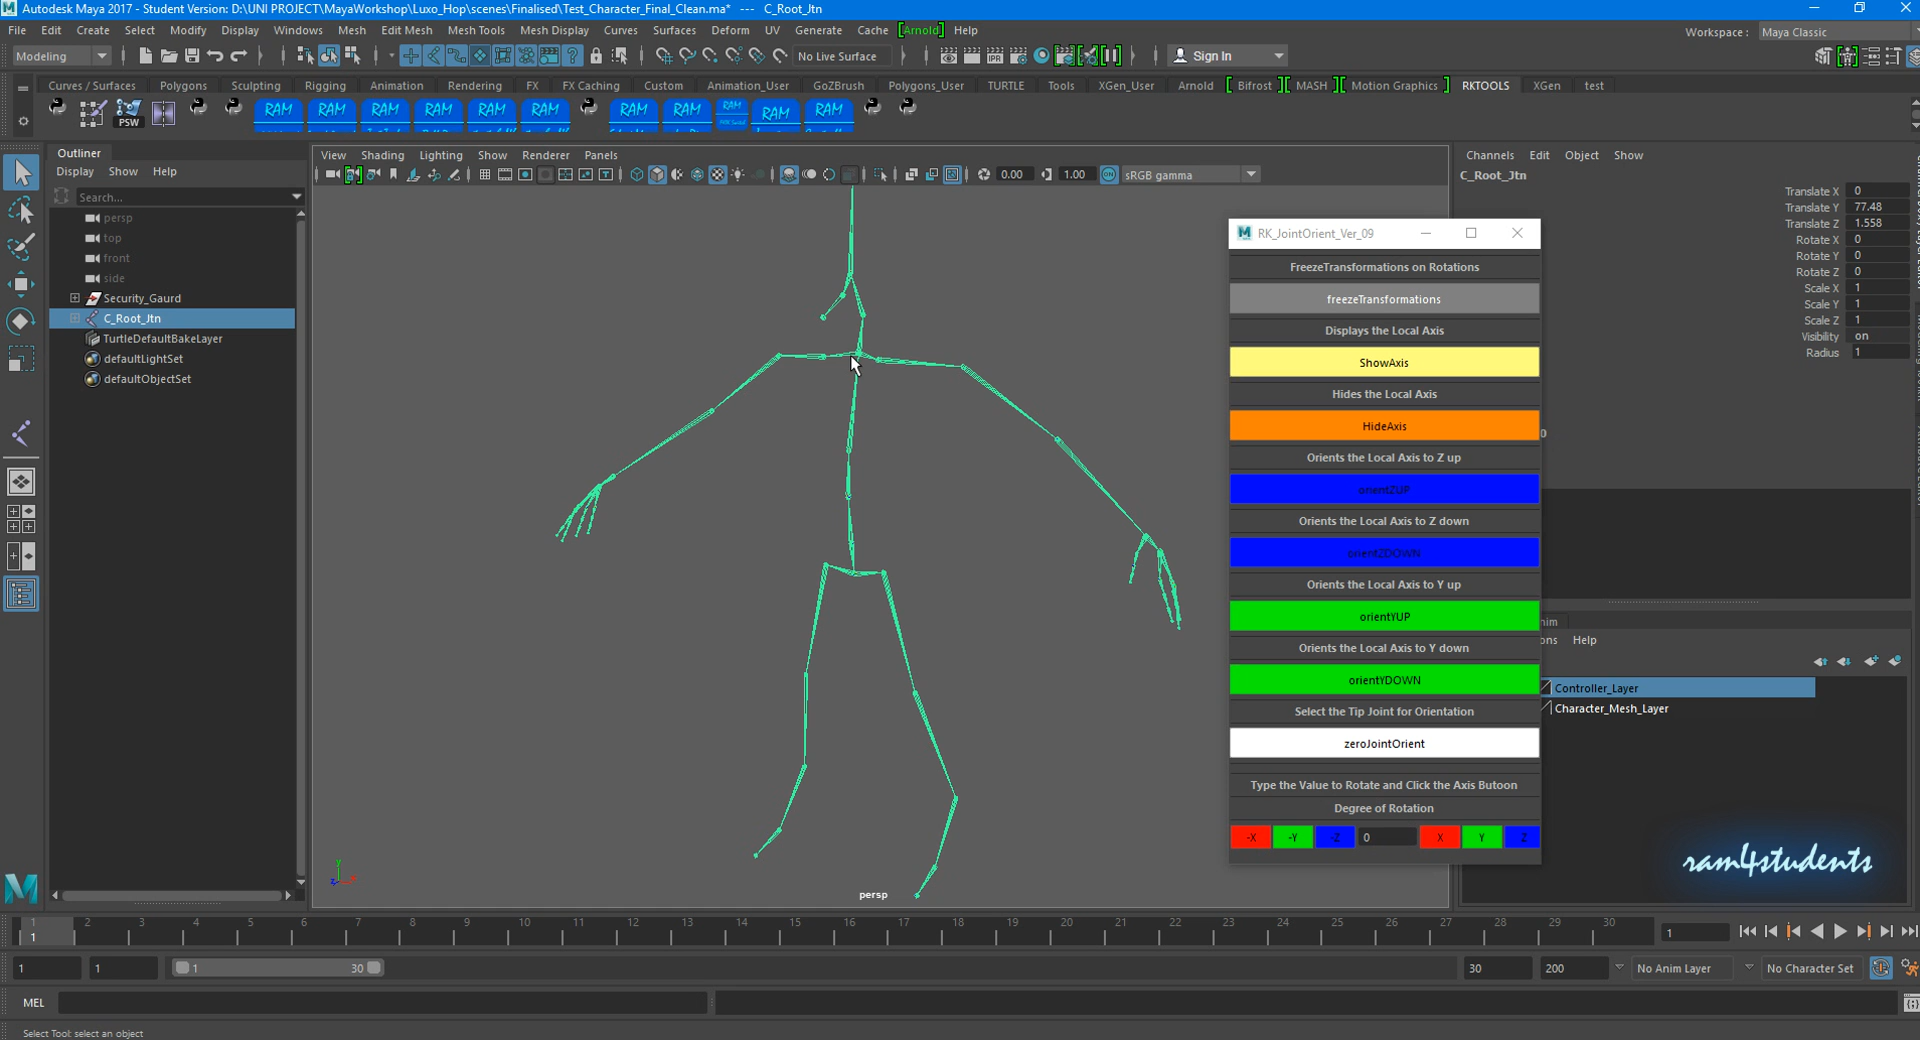 Autodesk Maya 2017 - Student Version: D:\UNI PROJECT\MayaWorkshop\Luxo_Hop\scenes\Finalised\Test_Character_Final_Clean.ma* --- C_Root_Jtn
File Edit Create Select Modify Display Windows Mesh Edit Mesh Mesh Tools Mesh Display Curves Surfaces Deform UV Generate Cache [Arnold] Help
Workspace : Maya Classic
Modeling No Live Surface IPR Sign In
Curves / Surfaces Polygons Sculpting Rigging Animation Rendering FX FX Caching Custom Animation_User GoZBrush Polygons_User TURTLE Tools XGen_User Arnold Bifrost MASH Motion Graphics RKTOOLS XGen test
PSW RAM RAM RAM RAM RAM RAM RAM RAM RAM RAM RAM
Outliner
Display Show Help
Search...
persp
top
front
side
Security_Gaurd
C_Root_Jtn
TurtleDefaultBakeLayer
defaultLightSet
defaultObjectSet
View Shading Lighting Show Renderer Panels
0.00 1.00 sRGB gamma
persp
RK_JointOrient_Ver_09
FreezeTransformations on Rotations
freezeTransformations
Displays the Local Axis
ShowAxis
Hides the Local Axis
HideAxis
Orients the Local Axis to Z up
orientZUP
Orients the Local Axis to Z down
orientZDOWN
Orients the Local Axis to Y up
orientYUP
Orients the Local Axis to Y down
orientYDOWN
Select the Tip Joint for Orientation
zeroJointOrient
Type the Value to Rotate and Click the Axis Butoon
Degree of Rotation
-X -Y -Z 0 X Y Z
Channels Edit Object Show
C_Root_Jtn
Translate X 0
Translate Y 77.48
Translate Z 1.558
Rotate X 0
Rotate Y 0
Rotate Z 0
Scale X 1
Scale Y 1
Scale Z 1
Visibility on
Radius 1
Help
Controller_Layer
Character_Mesh_Layer
ram4students
1 2 3 4 5 6 7 8 9 10 11 12 13 14 15 16 17 18 19 20 21 22 23 24 25 26 27 28 29 30
1 1
1 1 1 30 30 200 No Anim Layer No Character Set
MEL
Select Tool: select an object